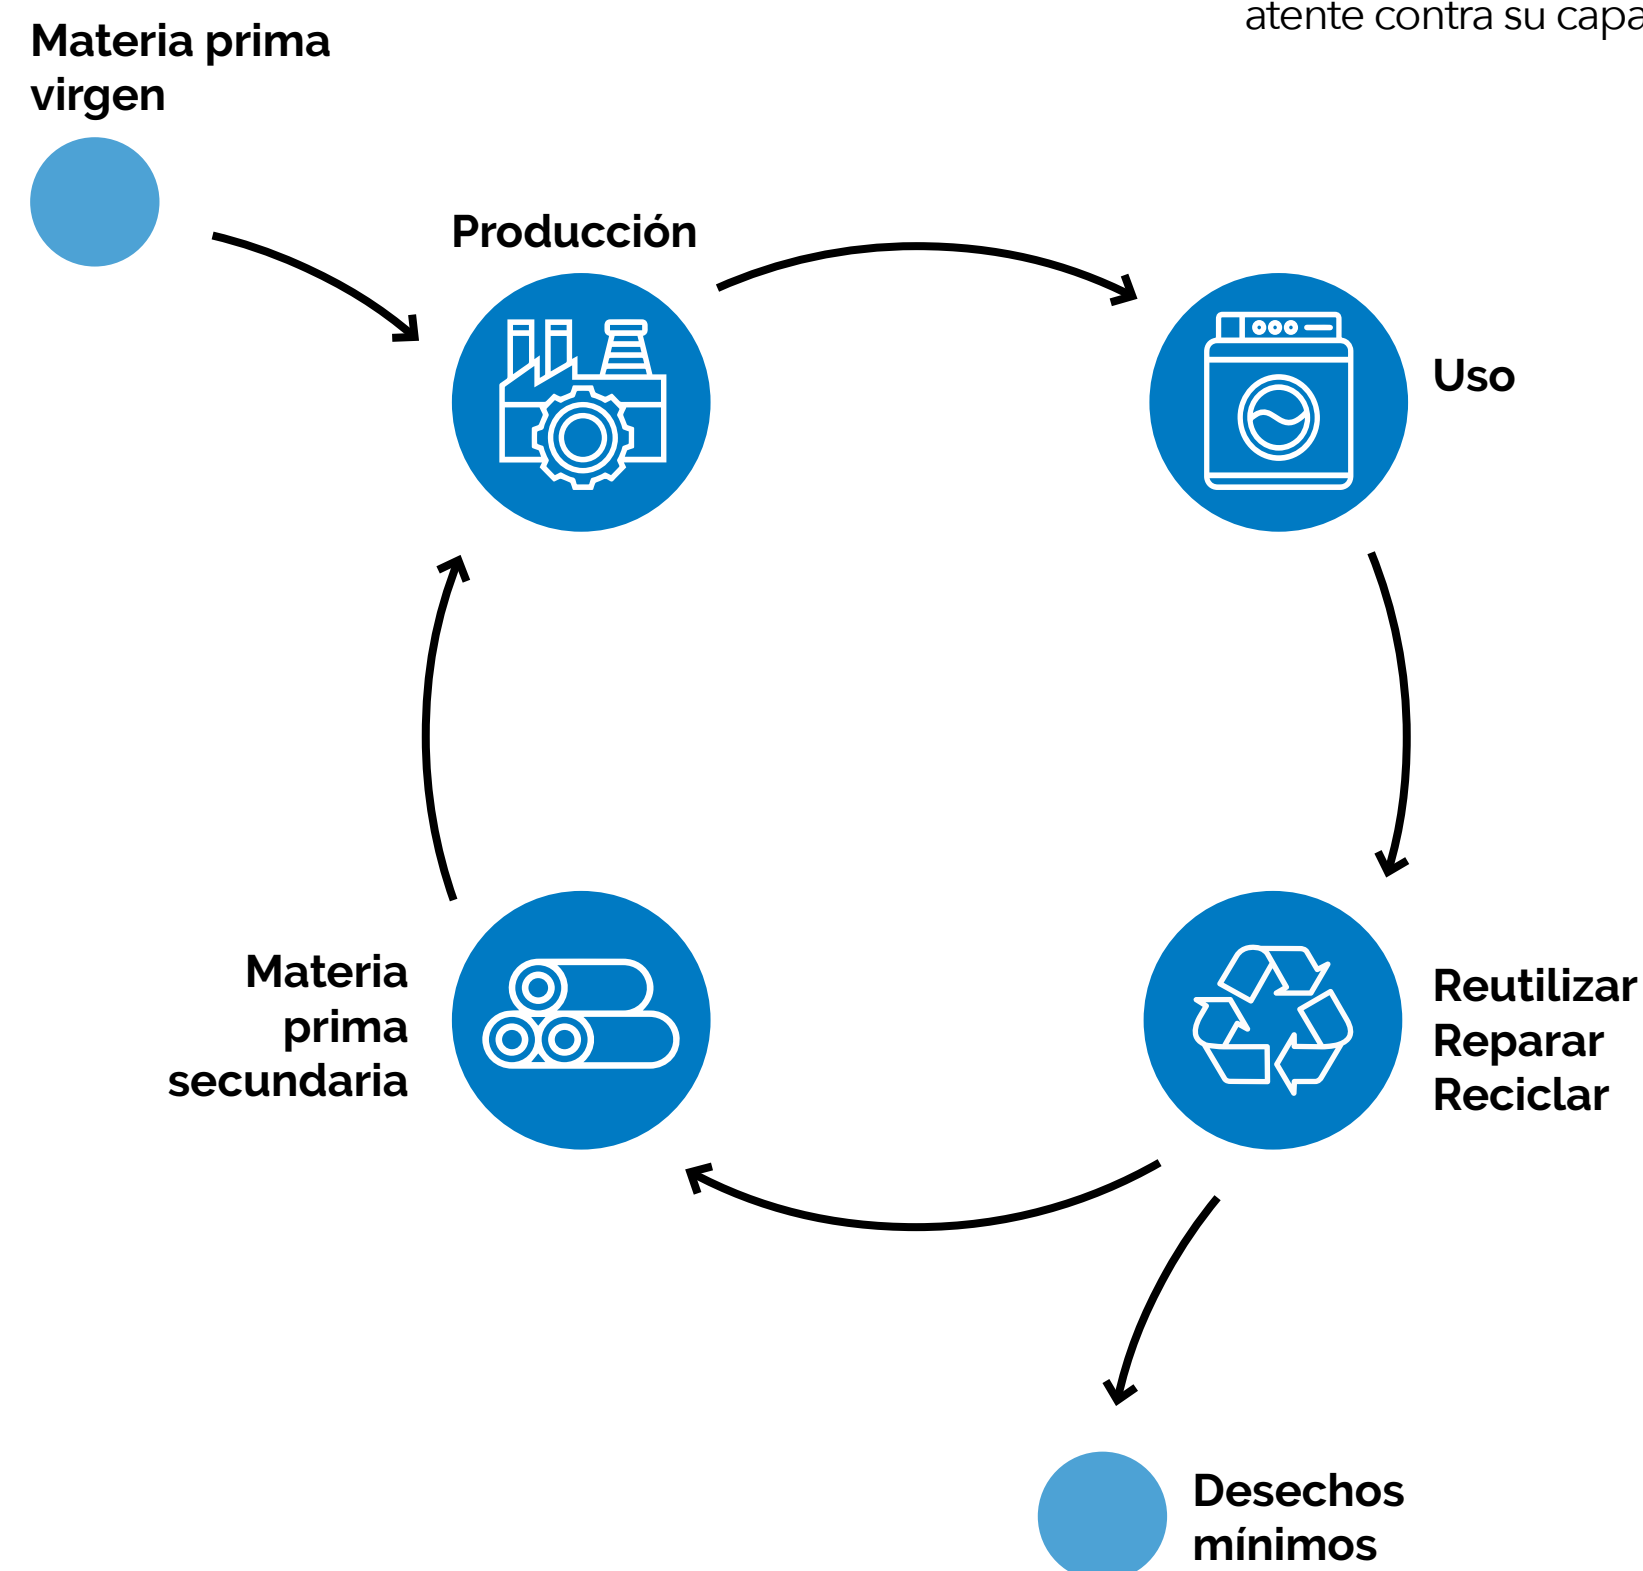 atente contra su capa
Materia prima
virgen
Producción
Uso
Materia
prima
secundaria
Reutilizar
Reparar
Reciclar
Desechos
mínimos